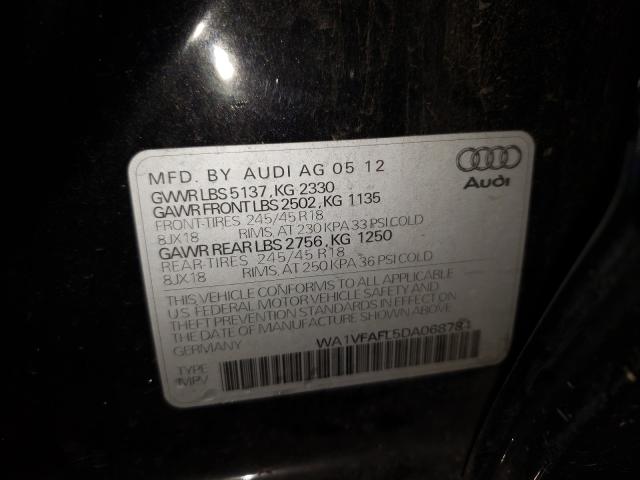 MFD. BY AUDI AG 05 12
GVWR LBS 5137, KG 2330
GAWR FRONT LBS 2502, KG 1135
FRONT-TIRES 245/45 R18
8JX18 RIMS, AT 230 KPA 33 PSI COLD
GAWR REAR LBS 2756, KG 1250
REAR-TIRES 245/45 R18
8JX18 RIMS, AT 250 KPA 36 PSI COLD
THIS VEHICLE CONFORMS TO ALL APPLICABLE
U.S. FEDERAL MOTOR VEHICLE SAFETY AND
THEFT PREVENTION STANDARDS IN EFFECT ON
THE DATE OF MANUFACTURE SHOWN ABOVE
GERMANY
TYPE
MPV
Audi